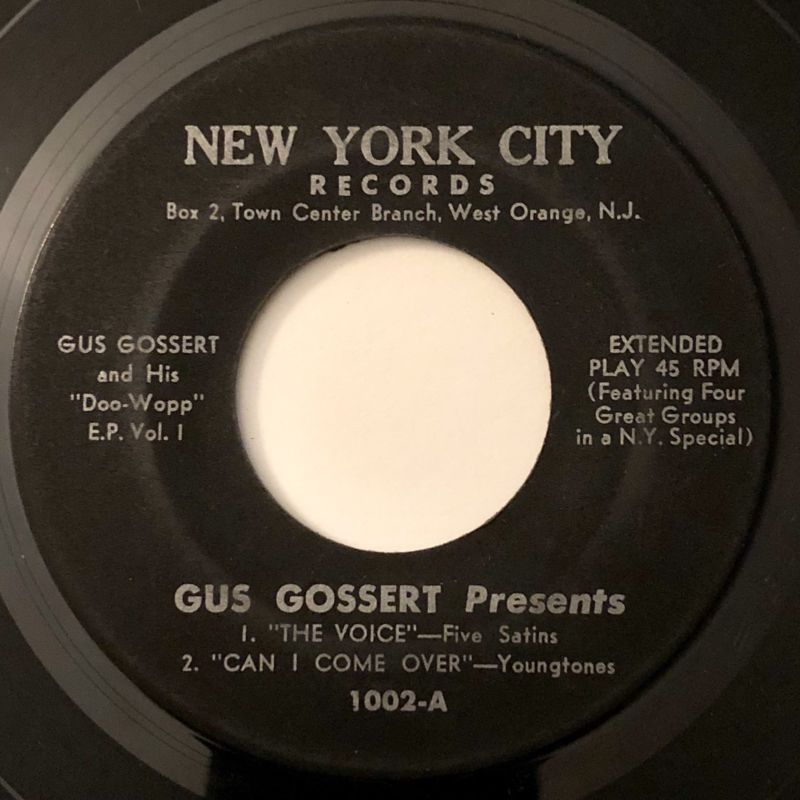 NEW YORK CITY
RECORDS
Box 2, Town Center Branch, West Orange, N.J.
GUS GOSSERT
and His
"Doo-Wopp"
E.P. Vol. 1
EXTENDED
PLAY 45 RPM
(Featuring Four
Great Groups
in a N.Y. Special)
GUS GOSSERT Presents
1. "THE VOICE"—Five Satins
2. "CAN I COME OVER"—Youngtones
1002-A